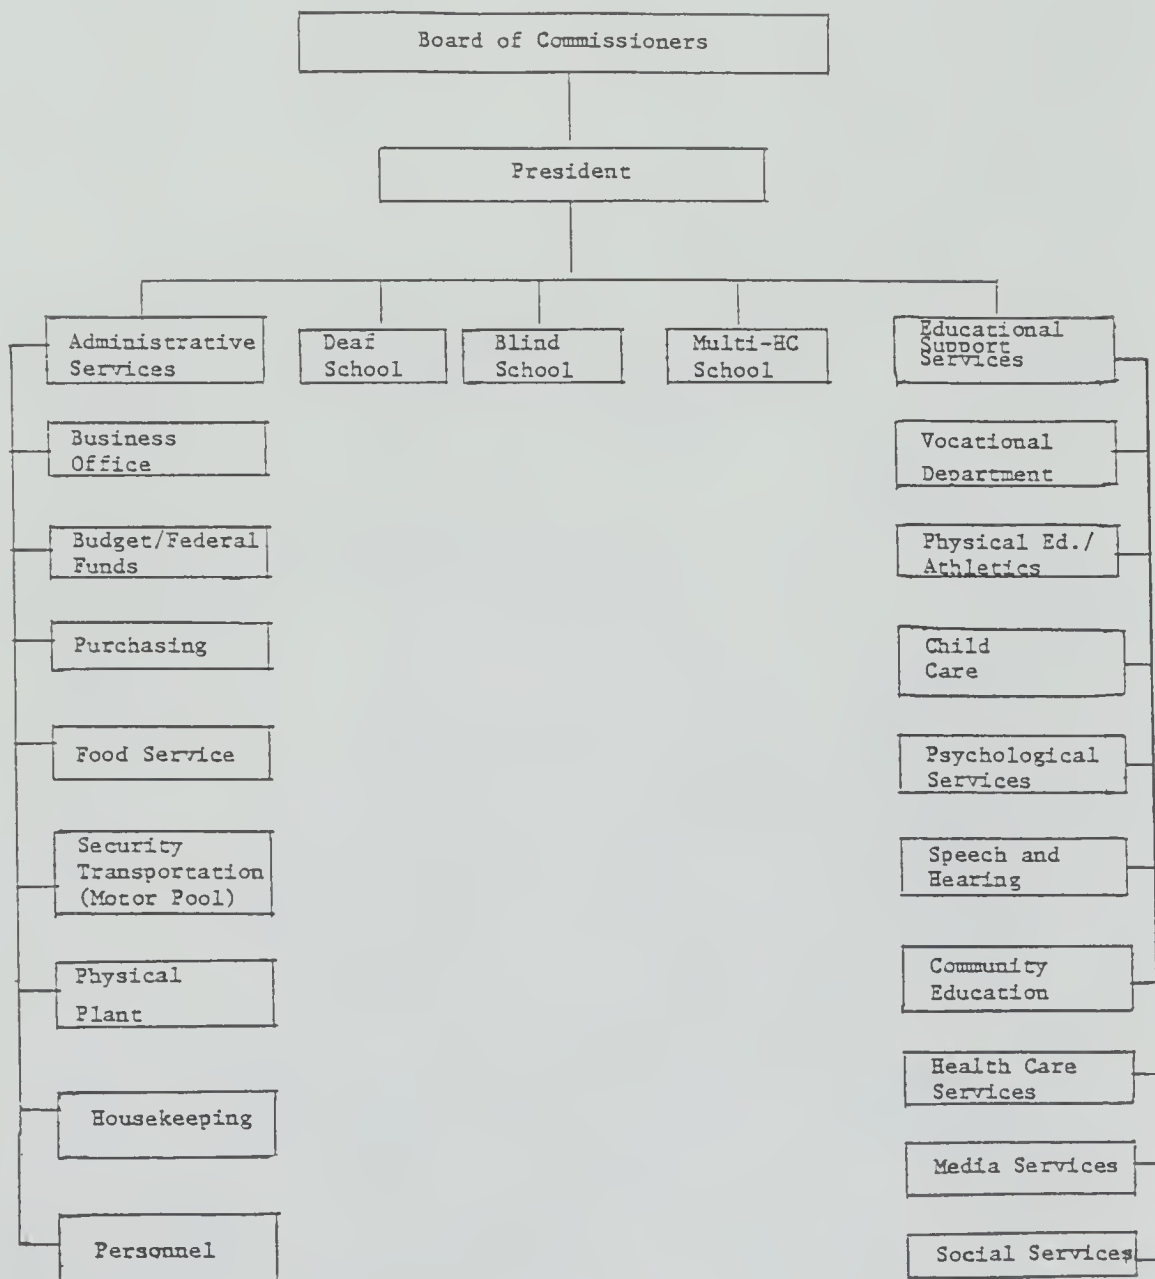 Board of Commissioners
President
Administrative
Services
Deaf
School
Blind
School
Multi-HC
School
Educational
Support
Services
Business
Office
Budget/Federal
Funds
Purchasing
Food Service
Security
Transportation
(Motor Pool)
Physical
Plant
Housekeeping
Personnel
Vocational
Department
Physical Ed./
Athletics
Child
Care
Psychological
Services
Speech and
Hearing
Community
Education
Health Care
Services
Media Services
Social Services